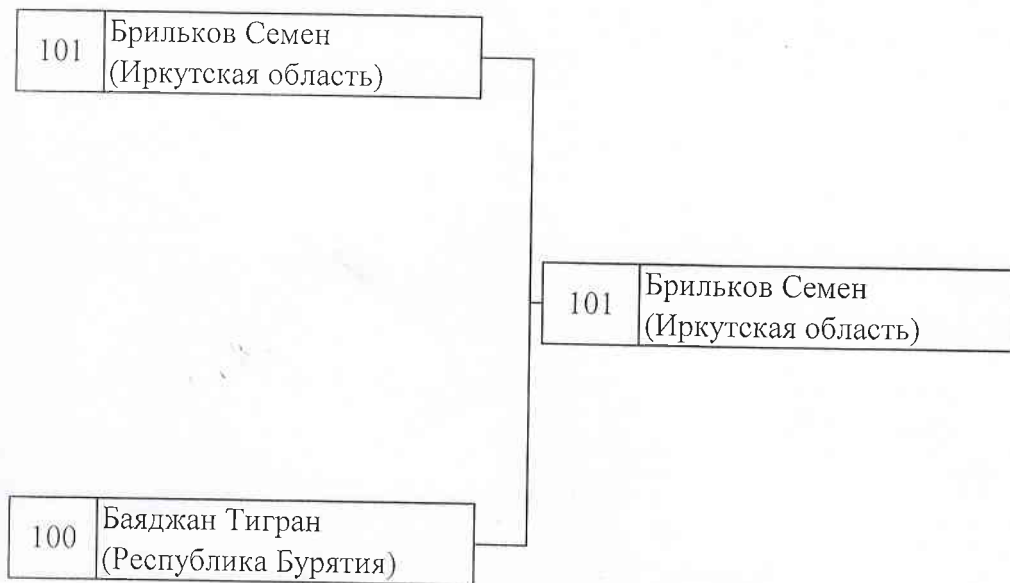 101
Брильков Семен
(Иркутская область)
101
Брильков Семен
(Иркутская область)
100
Баяджан Тигран
(Республика Бурятия)